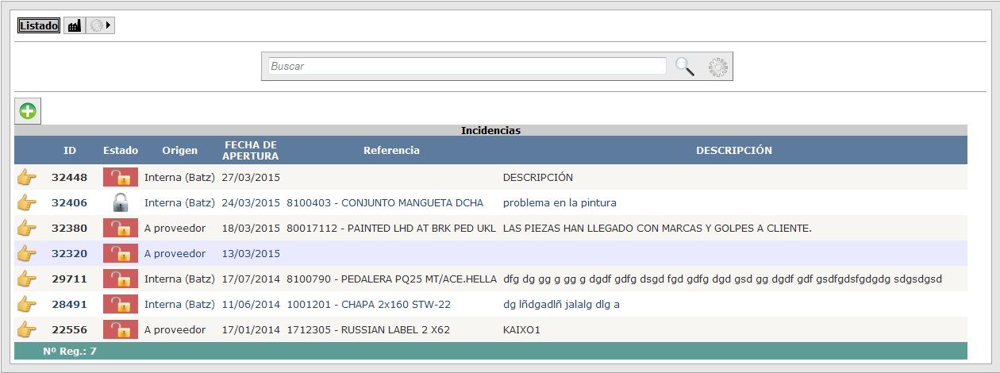 Listado
Buscar
Incidencias
ID Estado Origen FECHA DE APERTURA Referencia DESCRIPCIÓN
32448 Interna (Batz) 27/03/2015 DESCRIPCIÓN
32406 Interna (Batz) 24/03/2015 8100403 - CONJUNTO MANGUETA DCHA problema en la pintura
32380 A proveedor 18/03/2015 80017112 - PAINTED LHD AT BRK PED UKL LAS PIEZAS HAN LLEGADO CON MARCAS Y GOLPES A CLIENTE.
32320 A proveedor 13/03/2015
29711 Interna (Batz) 17/07/2014 8100790 - PEDALERA PQ25 MT/ACE.HELLA dfg dg gg g gg g dgdf gdfg dsgd fgd gdfg dgd gsd gg dgdf gdf gsdfgdsfgdgdg sdgsdgsd
28491 Interna (Batz) 11/06/2014 1001201 - CHAPA 2x160 STW-22 dg lñdgadlñ jalalg dlg a
22556 A proveedor 17/01/2014 1712305 - RUSSIAN LABEL 2 X62 KAIXO1
Nº Reg.: 7